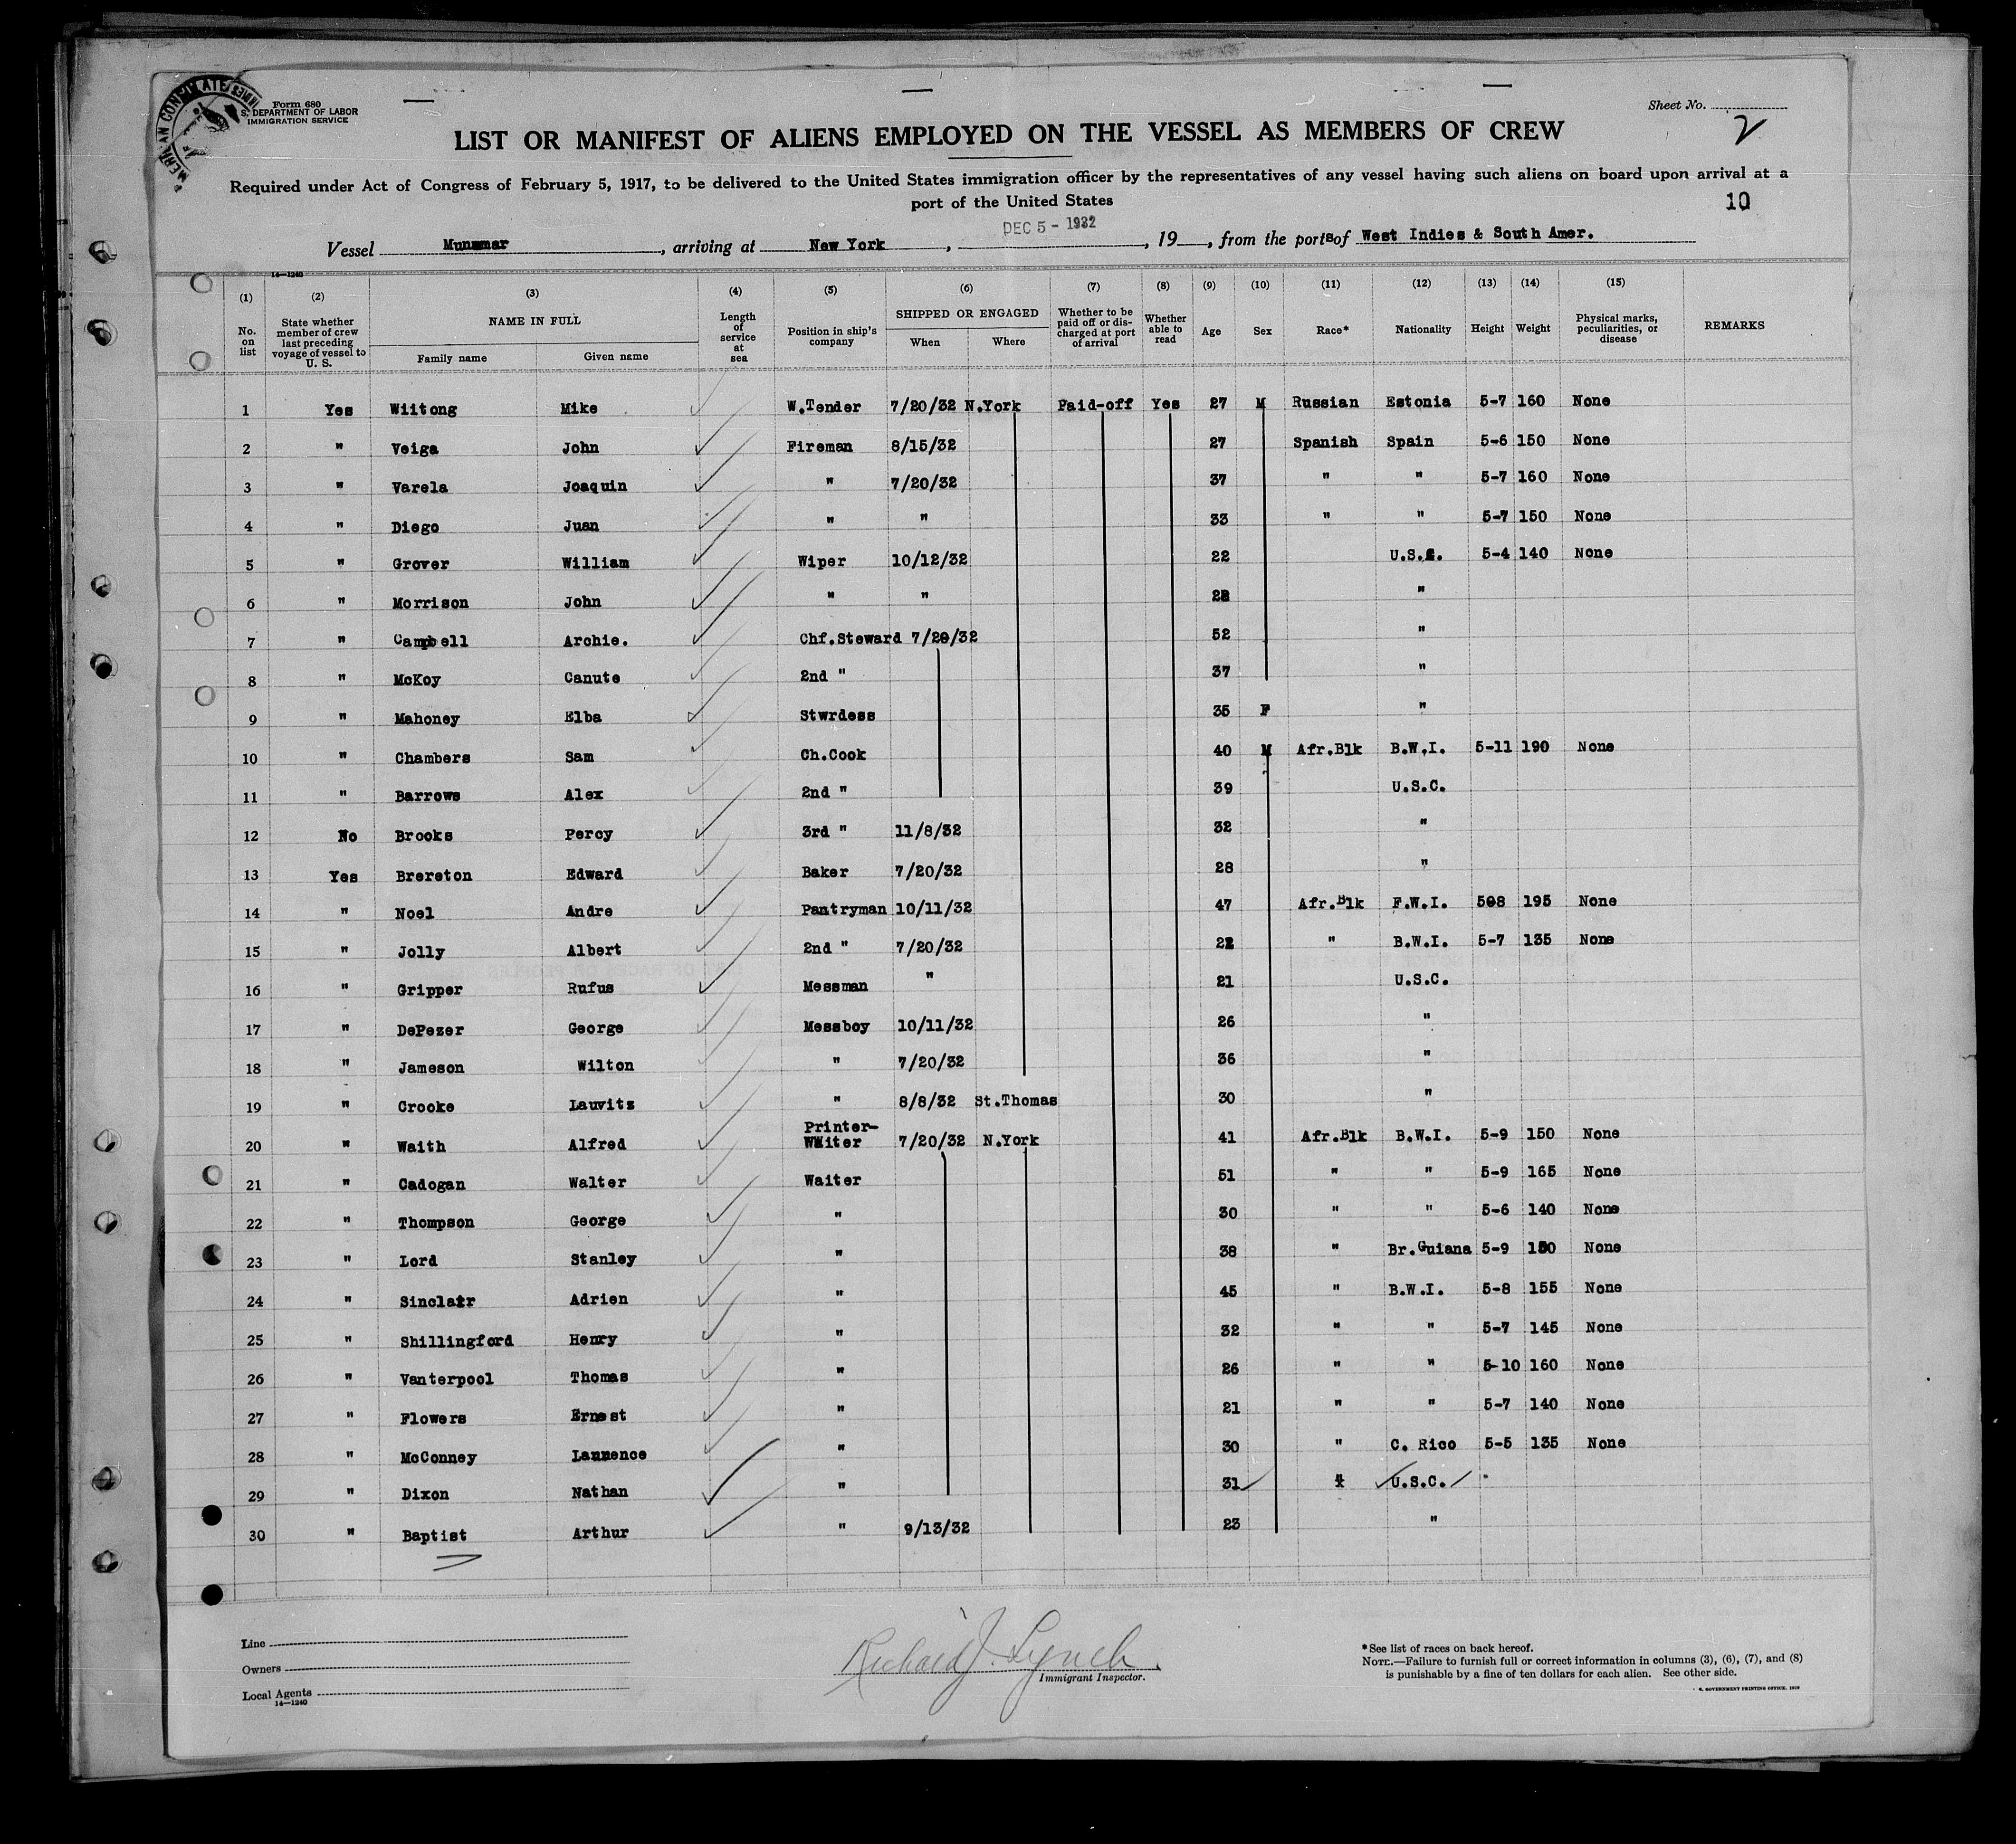 AMERICAN CONSULATE
Form 680
S. DEPARTMENT OF LABOR
IMMIGRATION SERVICE
Sheet No.
2
LIST OR MANIFEST OF ALIENS EMPLOYED ON THE VESSEL AS MEMBERS OF CREW
Required under Act of Congress of February 5, 1917, to be delivered to the United States immigration officer by the representatives of any vessel having such aliens on board upon arrival at a
port of the United States
10
DEC 5 - 1932
Vessel Munamar, arriving at New York, , 19 , from the ports of West Indies & South Amer.
14—1240
(1) (2) (3) (4) (5) (6) (7) (8) (9) (10) (11) (12) (13) (14) (15)
No. on list State whether member of crew last preceding voyage of vessel to U. S. NAME IN FULL Family name Given name Length of service at sea Position in ship's company SHIPPED OR ENGAGED When Where Whether to be paid off or discharged at port of arrival Whether able to read Age Sex Race* Nationality Height Weight Physical marks, peculiarities, or disease REMARKS
1 Yes Wiitong Mike W.Tender 7/20/32 N.York Paid-off Yes 27 M Russian Estonia 5-7 160 None
2 " Veiga John Fireman 8/15/32 27 Spanish Spain 5-6 150 None
3 " Varela Joaquin " 7/20/32 37 " " 5-7 160 None
4 " Diego Juan " " 33 " " 5-7 150 None
5 " Grover William Wiper 10/12/32 22 U.S.C. 5-4 140 None
6 " Morrison John " " 22 "
7 " Campbell Archie. Chf.Steward 7/20/32 52 "
8 " McKoy Canute 2nd " 37 "
9 " Mahoney Elba Stwrdess 35 F "
10 " Chambers Sam Ch.Cook 40 M Afr.Blk B.W.I. 5-11 190 None
11 " Barrows Alex 2nd " 39 U.S.C.
12 No Brooks Percy 3rd " 11/8/32 32 "
13 Yes Brereton Edward Baker 7/20/32 28 "
14 " Noel Andre Pantryman 10/11/32 47 Afr.Blk F.W.I. 508 195 None
15 " Jolly Albert 2nd " 7/20/32 22 " B.W.I. 5-7 135 None
16 " Gripper Rufus Messman " 21 U.S.C.
17 " DePezer George Messboy 10/11/32 26 "
18 " Jameson Wilton " 7/20/32 36 "
19 " Crooke Lauvitz " 8/8/32 St.Thomas 30 "
20 " Waith Alfred Printer-Waiter 7/20/32 N.York 41 Afr.Blk B.W.I. 5-9 150 None
21 " Cadogan Walter Waiter 51 " " 5-9 165 None
22 " Thompson George " 30 " " 5-6 140 None
23 " Lord Stanley " 38 " Br.Guiana 5-9 None
24 " Sinclair Adrien " 45 " B.W.I. 5-8 155 None
25 " Shillingford Henry " 32 " " 5-7 145 None
26 " Vanterpool Thomas " 26 " " 5-10 160 None
27 " Flowers Ernest " 21 " " 5-7 140 None
28 " McConney Laurence " 30 " C. Rico 5-5 135 None
29 " Dixon Nathan " 31 U.S.C.
30 " Baptist Arthur " 9/13/32 23 "
Line
Owners
Local Agents
14—1240
Richard J. Lynch
Immigrant Inspector.
*See list of races on back hereof.
NOTE.—Failure to furnish full or correct information in columns (3), (6), (7), and (8)
is punishable by a fine of ten dollars for each alien. See other side.
S. GOVERNMENT PRINTING OFFICE.